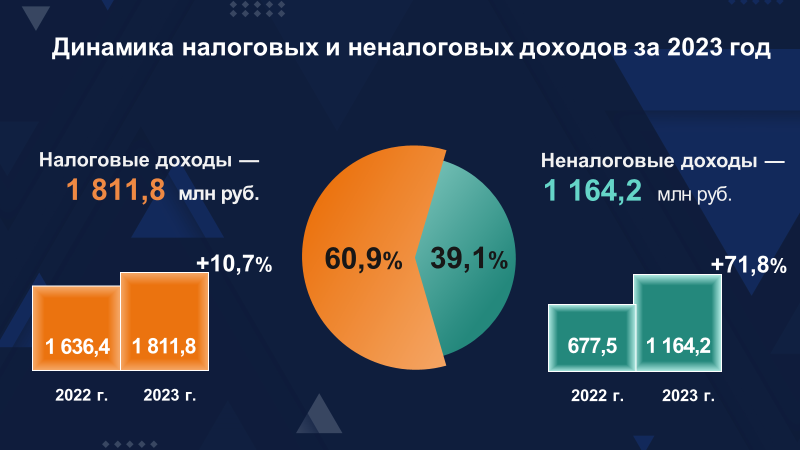 Динамика налоговых и неналоговых доходов за 2023 год
Налоговые доходы —
1 811,8 млн руб.
+10,7%
1 636,4
1 811,8
2022 г.
2023 г.
60,9%
39,1%
Неналоговые доходы —
1 164,2 млн руб.
+71,8%
677,5
1 164,2
2022 г.
2023 г.